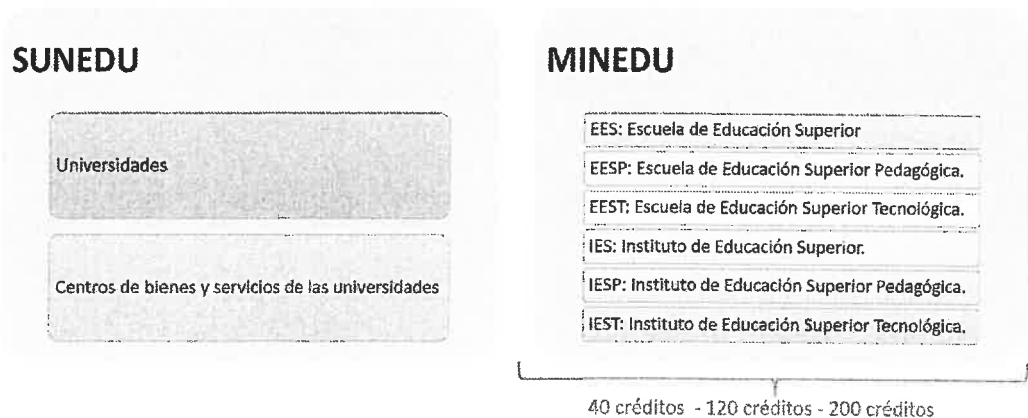 SUNEDU
Universidades
Centros de bienes y servicios de las universidades
MINEDU
EES: Escuela de Educación Superior
EESP: Escuela de Educación Superior Pedagógica.
EEST: Escuela de Educación Superior Tecnológica.
IES: Instituto de Educación Superior.
IESP: Instituto de Educación Superior Pedagógica.
IEST: Instituto de Educación Superior Tecnológica.
40 créditos - 120 créditos - 200 créditos